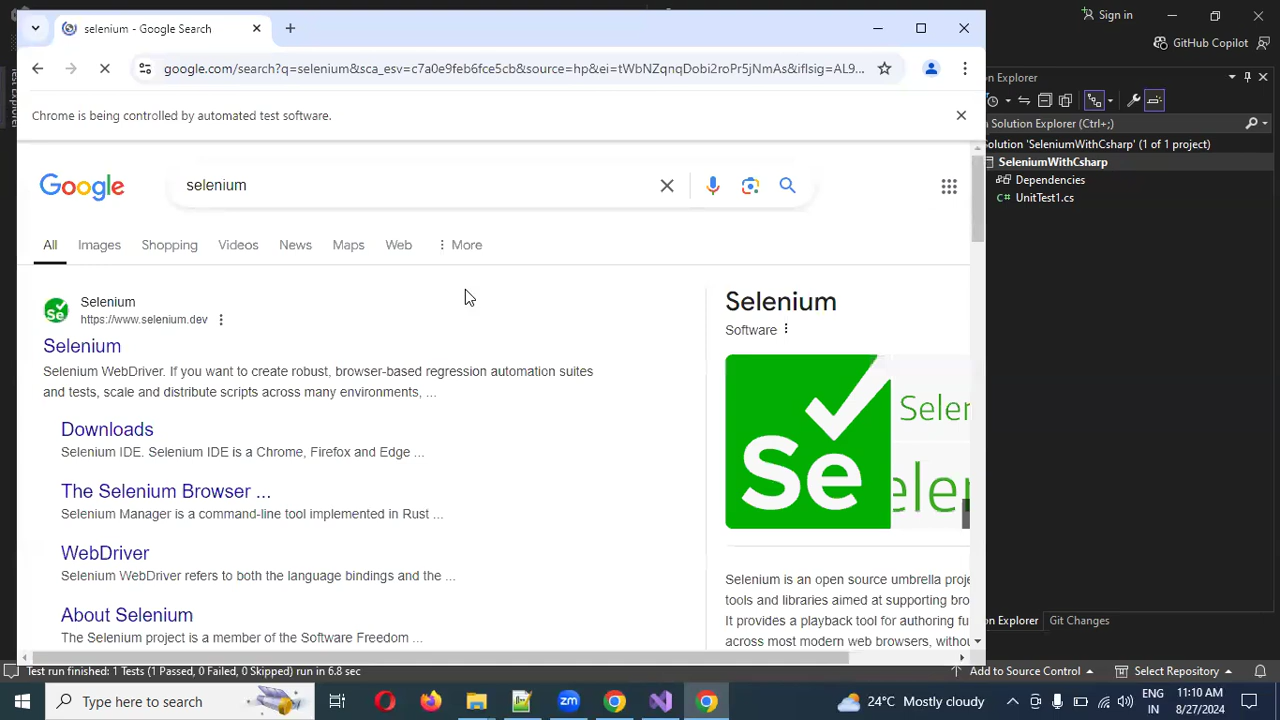 selenium - Google Search
Sign in
GitHub Copilot
google.com/search?q=selenium&sca_esv=c7a0e9feb6fce5cb&source=hp&ei=tWbNZqnqDobi2roPr5jNmAs&iflsig=AL9...
Explorer
Chrome is being controlled by automated test software.
Solution Explorer (Ctrl+;)
Solution 'SeleniumWithCsharp' (1 of 1 project)
SeleniumWithCsharp
Dependencies
C# UnitTest1.cs
Google
selenium
All Images Shopping Videos News Maps Web More
Selenium
https://www.selenium.dev
Selenium
Selenium WebDriver. If you want to create robust, browser-based regression automation suites
and tests, scale and distribute scripts across many environments, ...
Downloads
Selenium IDE. Selenium IDE is a Chrome, Firefox and Edge ...
The Selenium Browser ...
Selenium Manager is a command-line tool implemented in Rust ...
WebDriver
Selenium WebDriver refers to both the language bindings and the ...
About Selenium
The Selenium project is a member of the Software Freedom ...
Selenium
Software
Se
Selen
elen
Selenium is an open source umbrella proje
tools and libraries aimed at supporting bro
It provides a playback tool for authoring fu
across most modern web browsers, withou
on Explorer Git Changes
Test run finished: 1 Tests (1 Passed, 0 Failed, 0 Skipped) run in 6.8 sec
Add to Source Control Select Repository
Type here to search
zm
24°C Mostly cloudy
ENG
IN
11:10 AM
8/27/2024